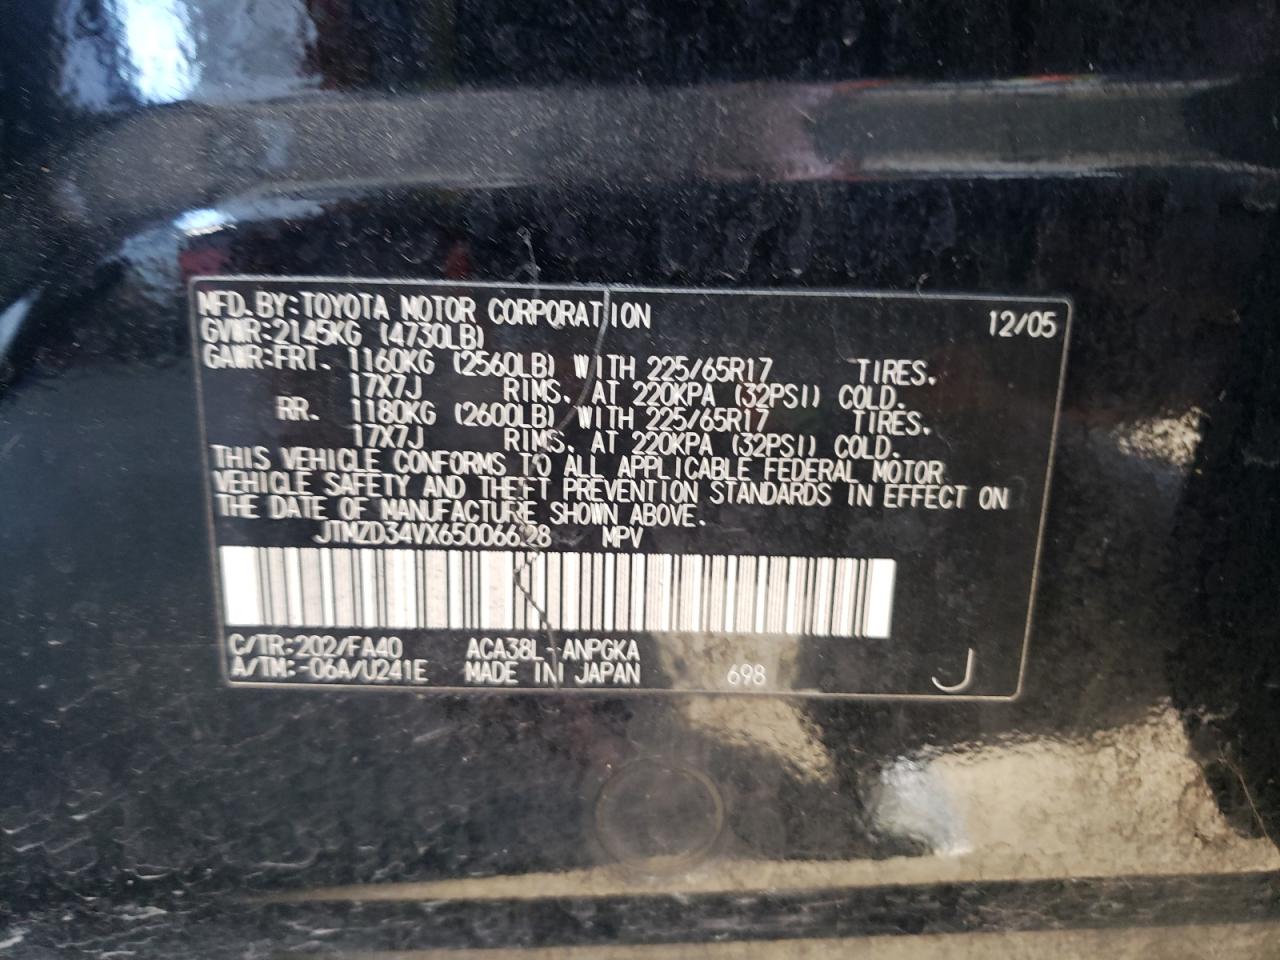 MFD.BY:TOYOTA MOTOR CORPORATION 12/05
GVWR:2145KG (4730LB)
GAWR:FRT. 1160KG (2560LB) WITH 225/65R17 TIRES.
17X7J RIMS. AT 220KPA (32PSI) COLD.
RR. 1180KG (2600LB) WITH 225/65R17 TIRES.
17X7J RIMS. AT 220KPA (32PSI) COLD.
THIS VEHICLE CONFORMS TO ALL APPLICABLE FEDERAL MOTOR
VEHICLE SAFETY AND THEFT PREVENTION STANDARDS IN EFFECT ON
THE DATE OF MANUFACTURE SHOWN ABOVE.
JTMZD34VX65006628 MPV
C/TR:202/FA40 ACA38L-ANPGKA
A/TM:-06A/U241E MADE IN JAPAN 698 J